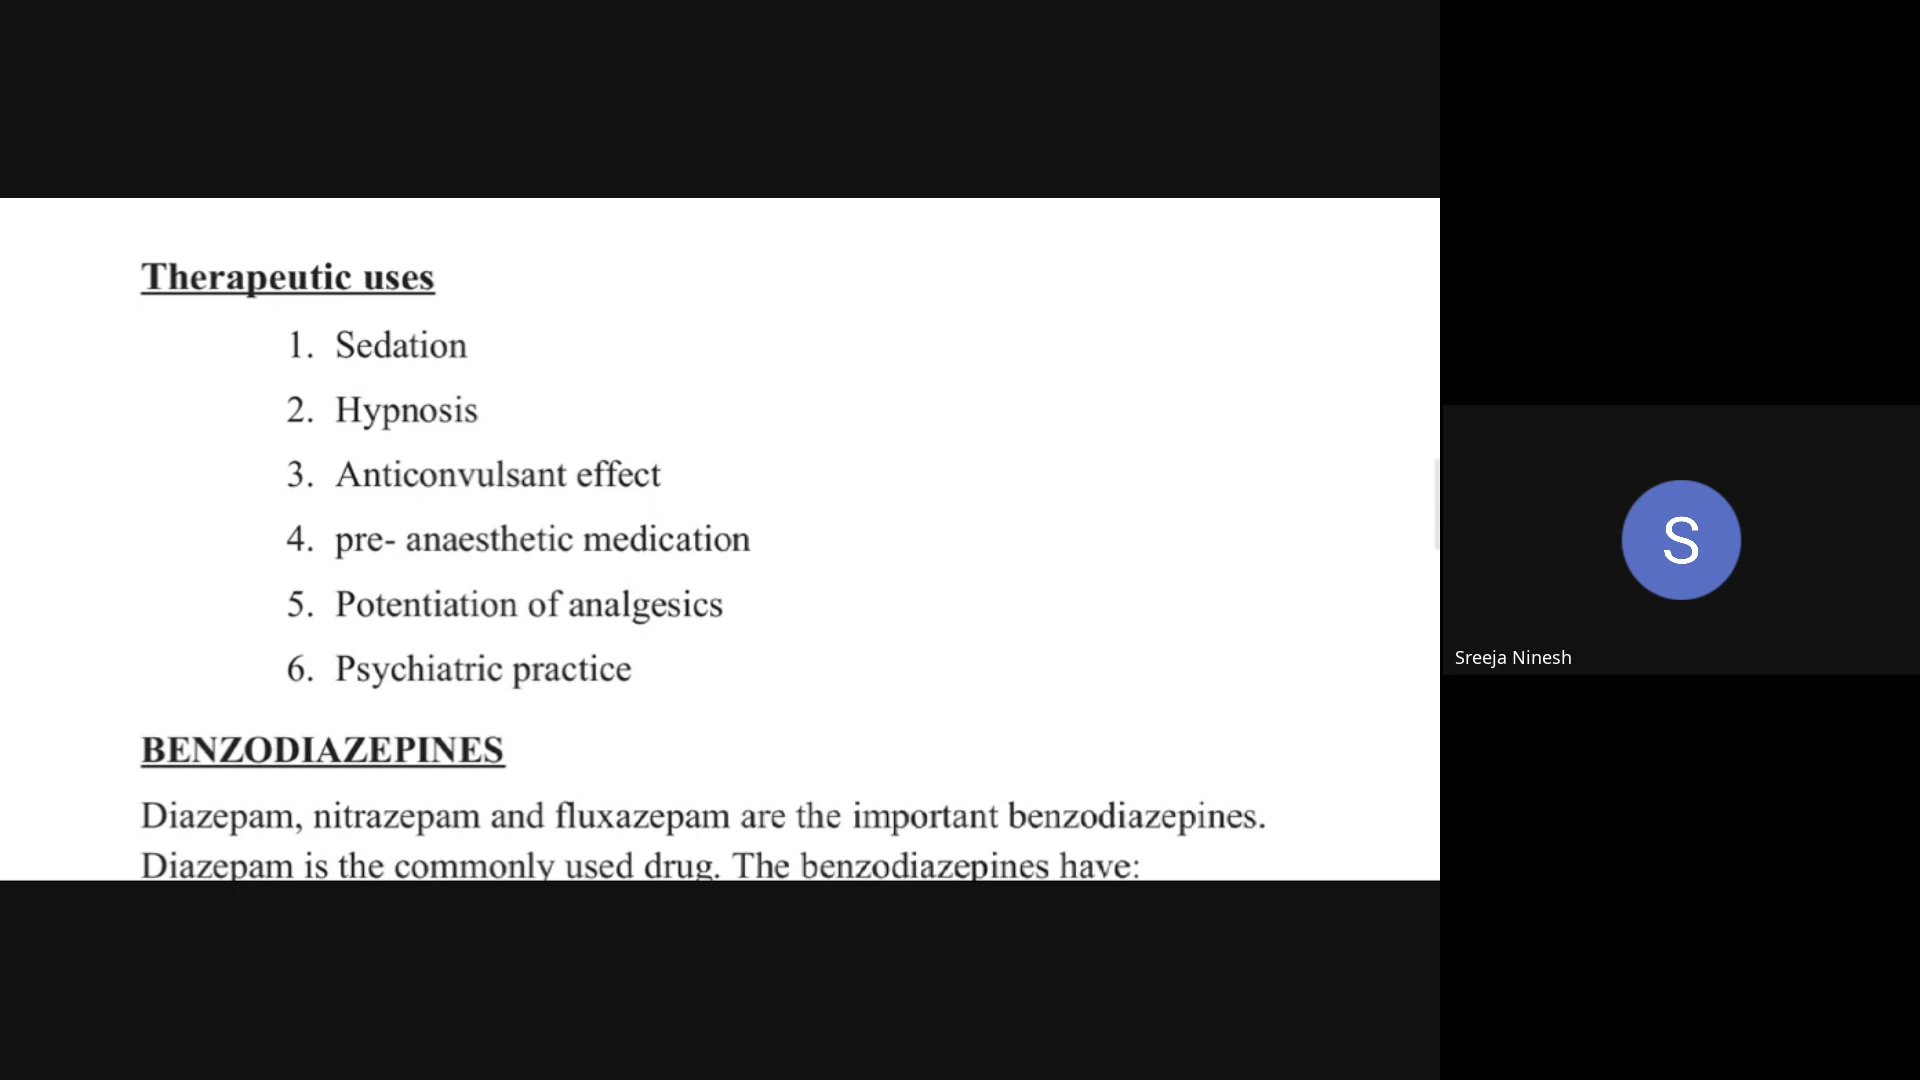 Therapeutic uses
1. Sedation
2. Hypnosis
3. Anticonvulsant effect
4. pre- anaesthetic medication
5. Potentiation of analgesics
6. Psychiatric practice
BENZODIAZEPINES
Diazepam, nitrazepam and fluxazepam are the important benzodiazepines.
Diazepam is the commonly used drug. The benzodiazepines have:
S
Sreeja Ninesh